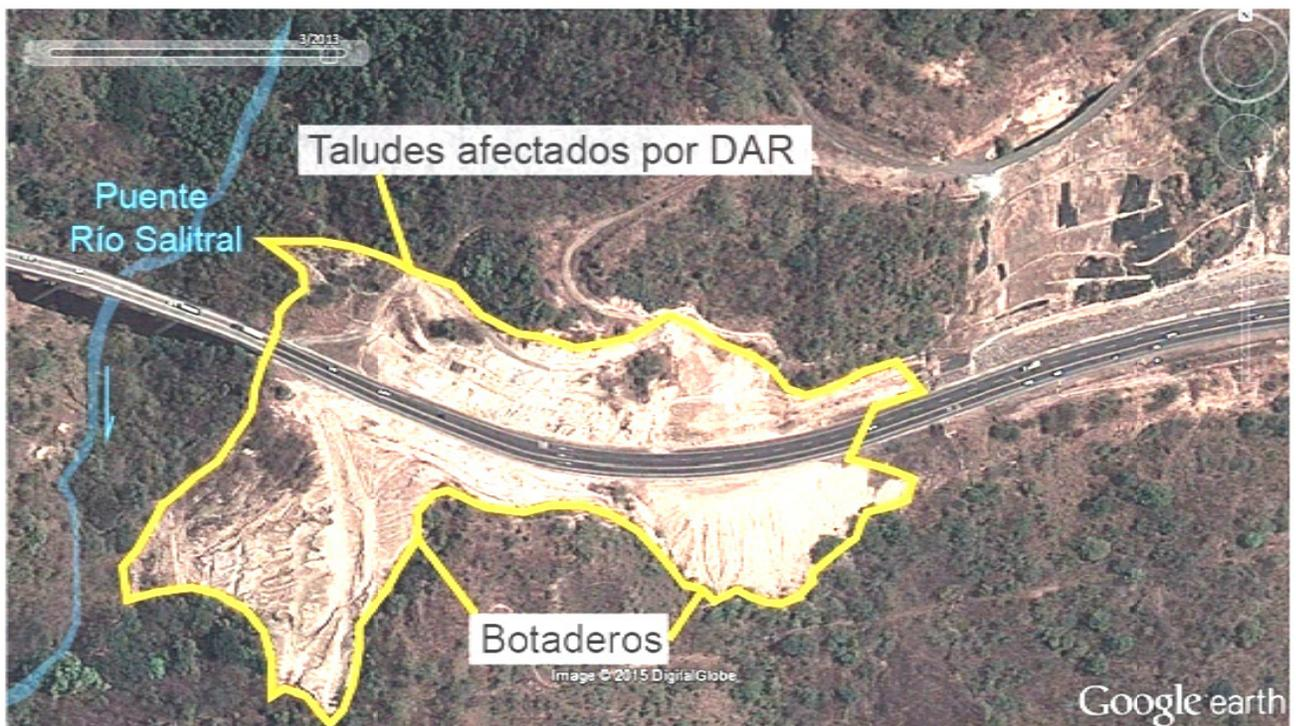 3/2013
Taludes afectados por DAR
Puente
Río Salitral
Botaderos
Image © 2015 DigitalGlobe
Google earth